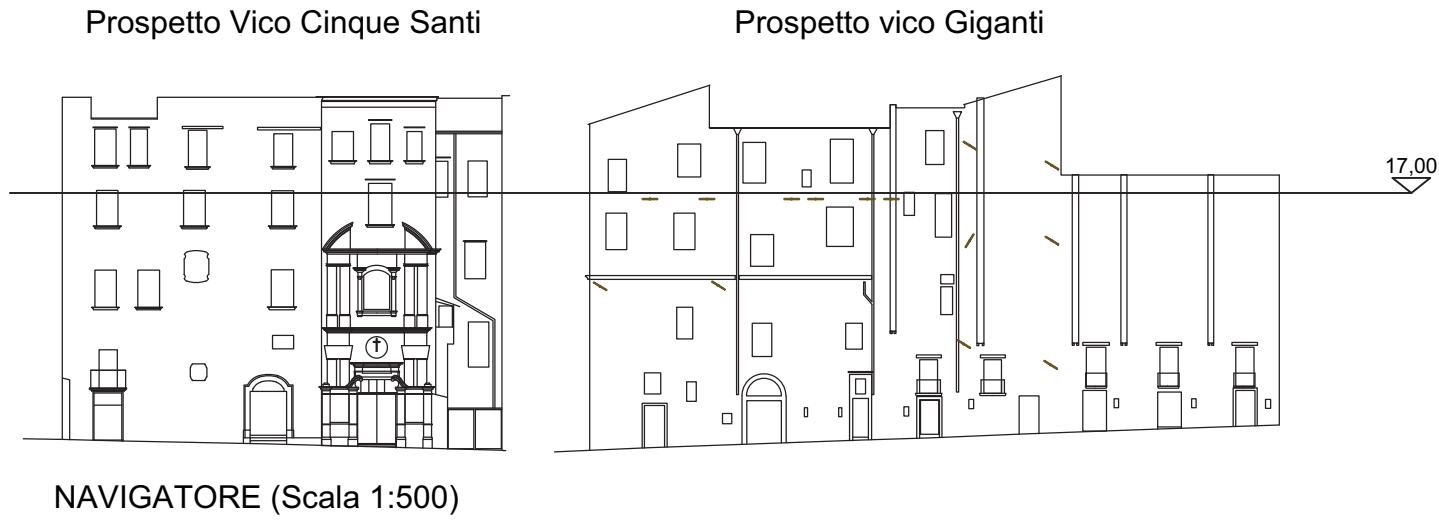 Prospetto Vico Cinque Santi
Prospetto vico Giganti
17,00
NAVIGATORE (Scala 1:500)